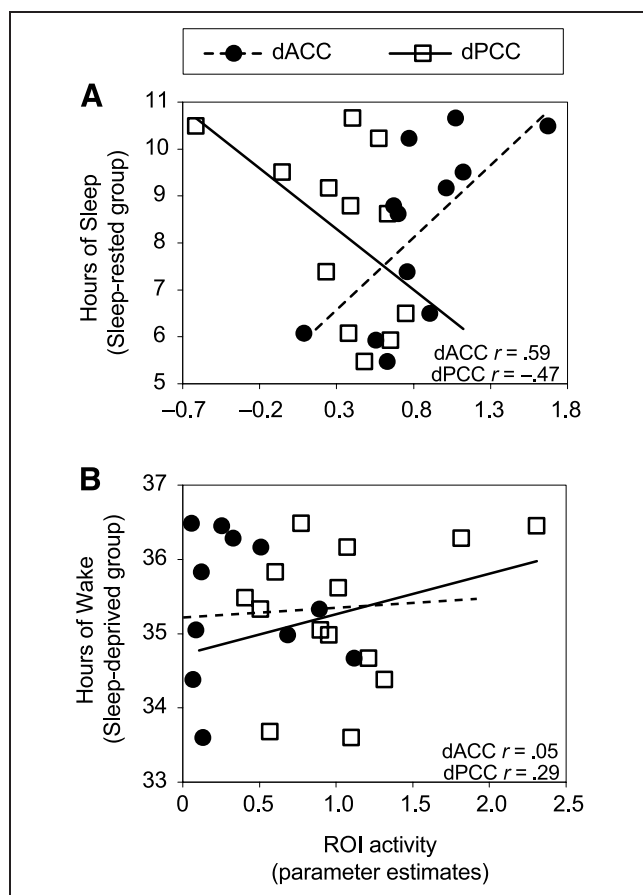 dACC dPCC
A
11
10
9
8
7
6
5
Hours of Sleep
(Sleep-rested group)
dACC r = .59
dPCC r = –.47
–0.7 –0.2 0.3 0.8 1.3 1.8
B
37
36
35
34
33
Hours of Wake
(Sleep-deprived group)
dACC r = .05
dPCC r = .29
0 0.5 1.0 1.5 2.0 2.5
ROI activity
(parameter estimates)